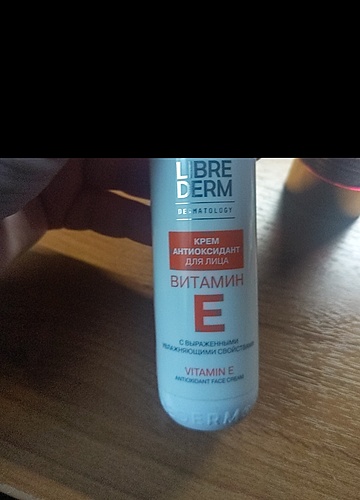 LIBRE
DERM
DERMATOLOGY
КРЕМ
АНТИОКСИДАНТ
ДЛЯ ЛИЦА
ВИТАМИН
E
С ВЫРАЖЕННЫМИ
УВЛАЖНЯЮЩИМИ СВОЙСТВАМИ
VITAMIN E
ANTIOXIDANT FACE CREAM